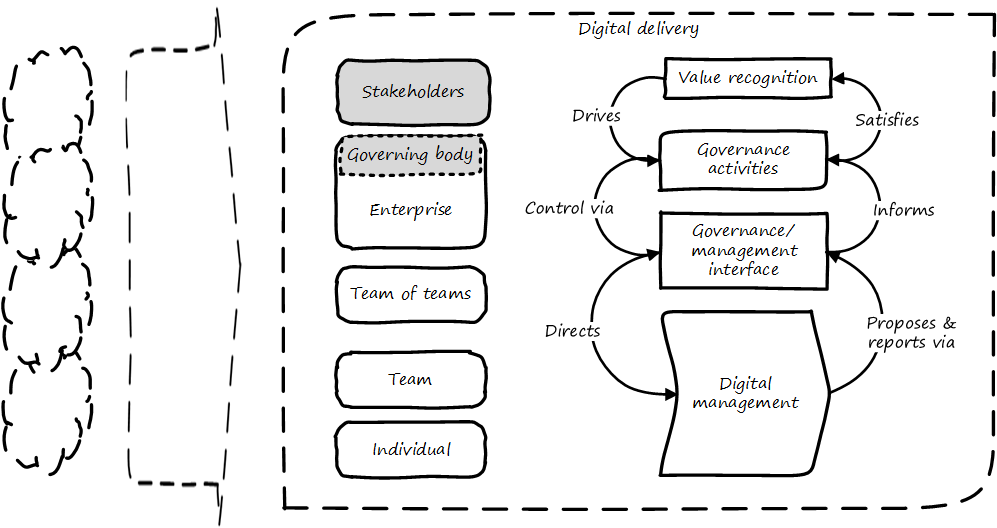 Digital delivery
Stakeholders
Governing body
Enterprise
Team of teams
Team
Individual
Value recognition
Drives
Satisfies
Governance
activities
Control via
Informs
Governance/
management
interface
Directs
Proposes &
reports via
Digital
management